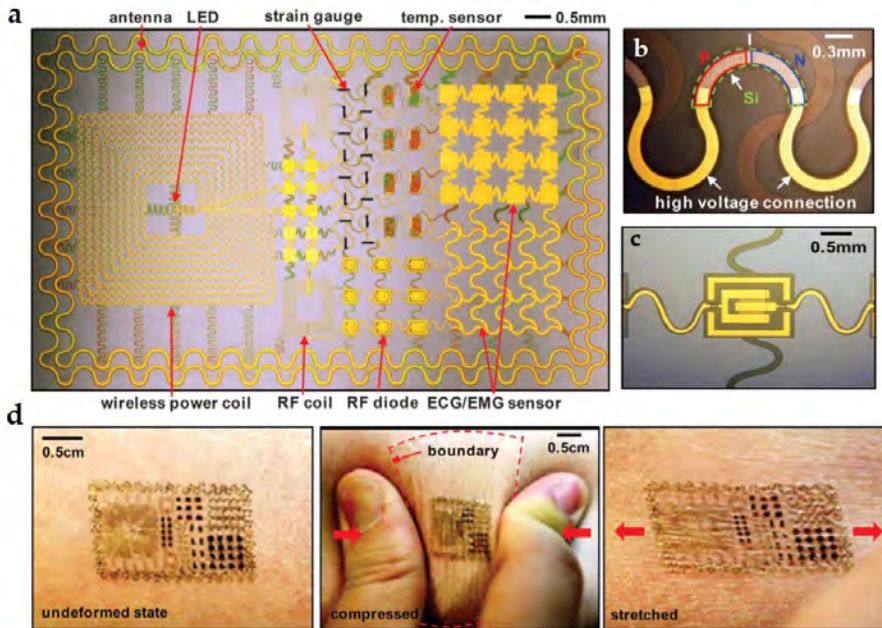 a
antenna LED strain gauge temp. sensor 0.5mm
wireless power coil RF coil RF diode ECG/EMG sensor
b
I
0.3mm
P N
Si
high voltage connection
c
0.5mm
d
0.5cm
undeformed state
boundary
0.5cm
compressed
stretched